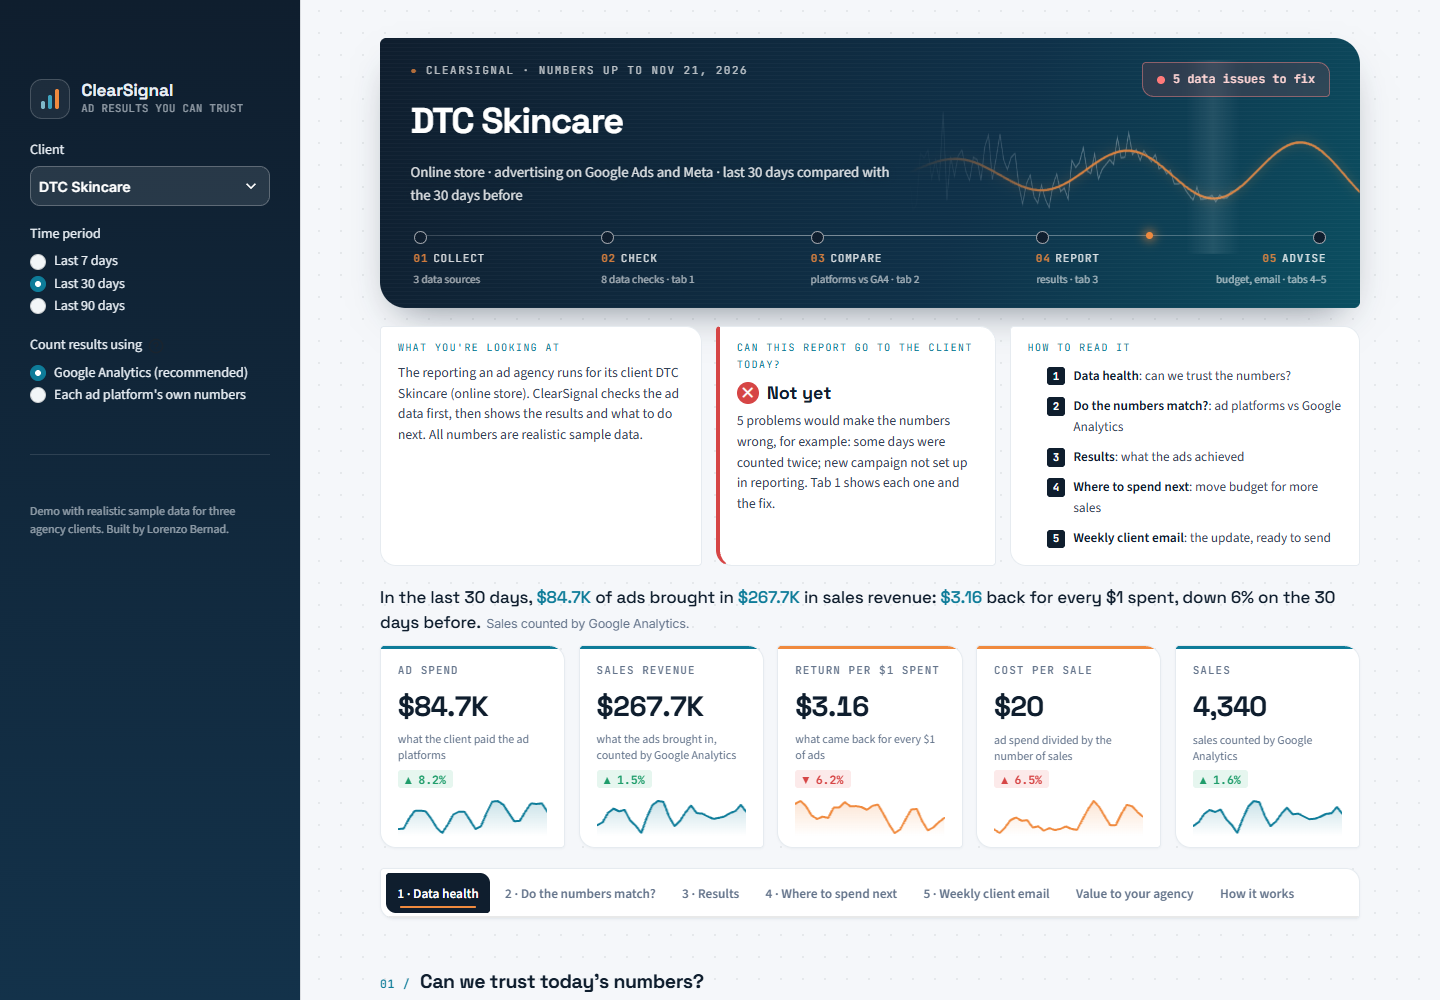 ClearSignal
AD RESULTS YOU CAN TRUST
Client
DTC Skincare
Time period
Last 7 days
Last 30 days
Last 90 days
Count results using
Google Analytics (recommended)
Each ad platform's own numbers
Demo with realistic sample data for three
agency clients. Built by Lorenzo Bernad.
CLEARSIGNAL · NUMBERS UP TO NOV 21, 2026
5 data issues to fix
DTC Skincare
Online store · advertising on Google Ads and Meta · last 30 days compared with
the 30 days before
01 COLLECT
3 data sources
02 CHECK
8 data checks · tab 1
03 COMPARE
platforms vs GA4 · tab 2
04 REPORT
results · tab 3
05 ADVISE
budget, email · tabs 4–5
WHAT YOU'RE LOOKING AT
The reporting an ad agency runs for its client DTC
Skincare (online store). ClearSignal checks the ad
data first, then shows the results and what to do
next. All numbers are realistic sample data.
CAN THIS REPORT GO TO THE CLIENT
TODAY?
Not yet
5 problems would make the numbers
wrong, for example: some days were
counted twice; new campaign not set up
in reporting. Tab 1 shows each one and
the fix.
HOW TO READ IT
1 Data health: can we trust the numbers?
2 Do the numbers match?: ad platforms vs Google
Analytics
3 Results: what the ads achieved
4 Where to spend next: move budget for more
sales
5 Weekly client email: the update, ready to send
In the last 30 days, $84.7K of ads brought in $267.7K in sales revenue: $3.16 back for every $1 spent, down 6% on the 30
days before. Sales counted by Google Analytics.
AD SPEND
$84.7K
what the client paid the ad
platforms
▲ 8.2%
SALES REVENUE
$267.7K
what the ads brought in,
counted by Google Analytics
▲ 1.5%
RETURN PER $1 SPENT
$3.16
what came back for every $1
of ads
▼ 6.2%
COST PER SALE
$20
ad spend divided by the
number of sales
▲ 6.5%
SALES
4,340
sales counted by Google
Analytics
▲ 1.6%
1 · Data health
2 · Do the numbers match?
3 · Results
4 · Where to spend next
5 · Weekly client email
Value to your agency
How it works
01 / Can we trust today’s numbers?